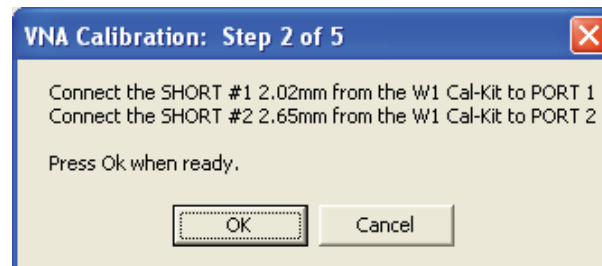 VNA Calibration: Step 2 of 5
Connect the SHORT #1 2.02mm from the W1 Cal-Kit to PORT 1
Connect the SHORT #2 2.65mm from the W1 Cal-Kit to PORT 2
Press Ok when ready.
OK
Cancel